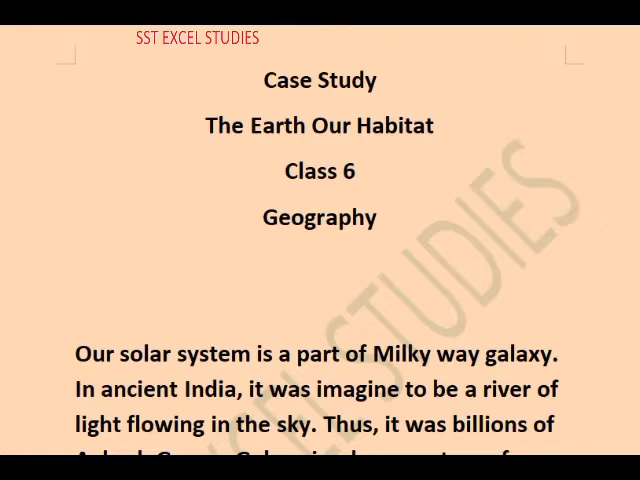 SST EXCEL STUDIES
Case Study
The Earth Our Habitat
Class 6
Geography
EXCEL STUDIES
Our solar system is a part of Milky way galaxy.
In ancient India, it was imagine to be a river of
light flowing in the sky. Thus, it was billions of